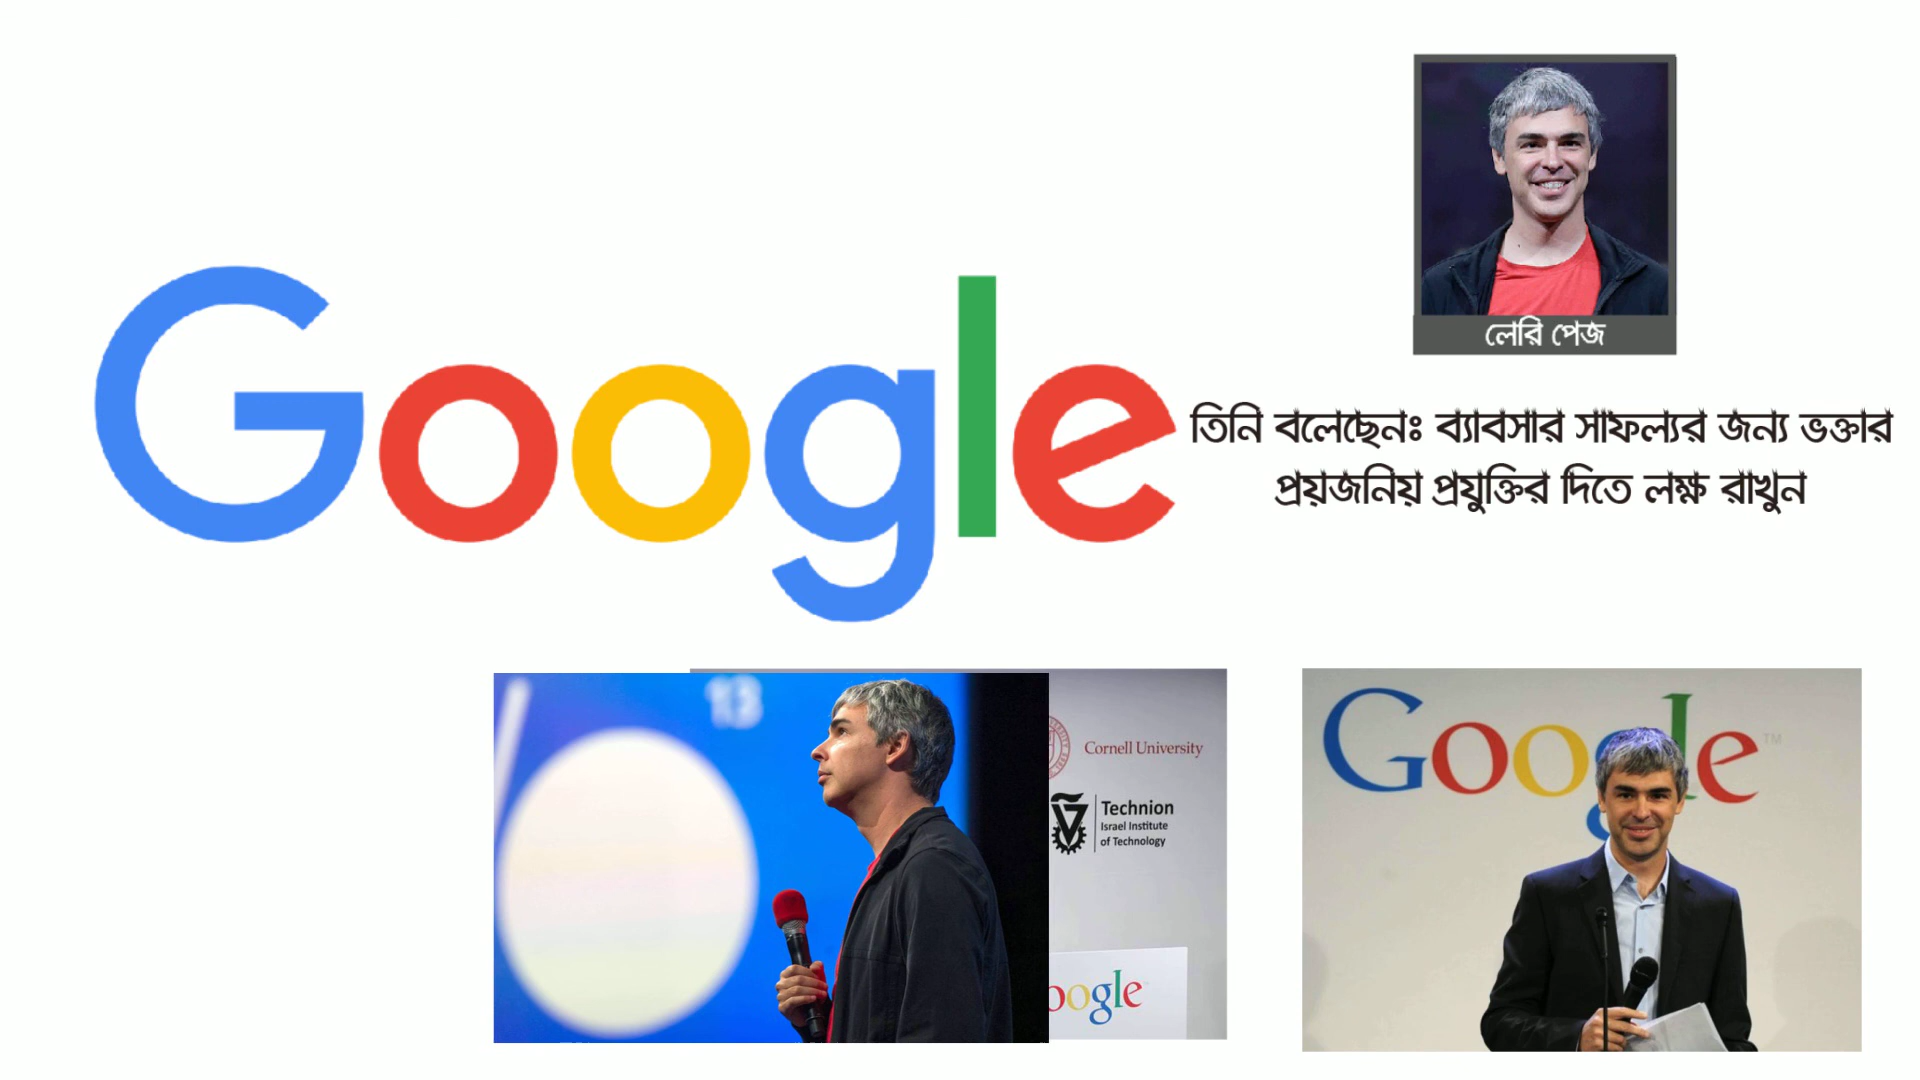 Google
লেরি পেজ
তিনি বলেছেনঃ ব্যাবসার সাফল্যর জন্য ভক্তার
প্রয়জনিয় প্রযুক্তির দিতে লক্ষ রাখুন
13
Cornell University
Technion
Israel Institute
of Technology
oogle
Google™